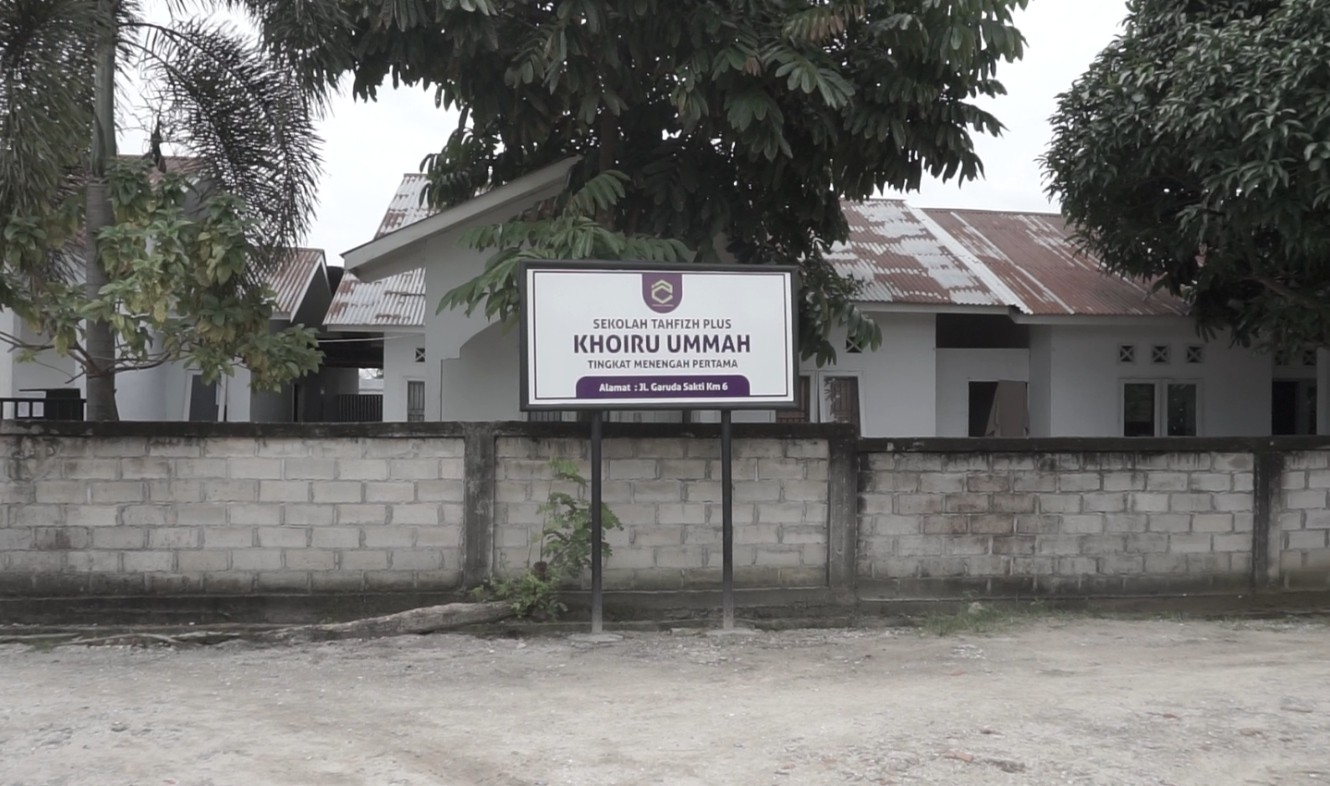 SEKOLAH TAHFIZH PLUS
KHOIRU UMMAH
TINGKAT MENENGAH PERTAMA
Alamat : Jl. Garuda Sakti Km 6